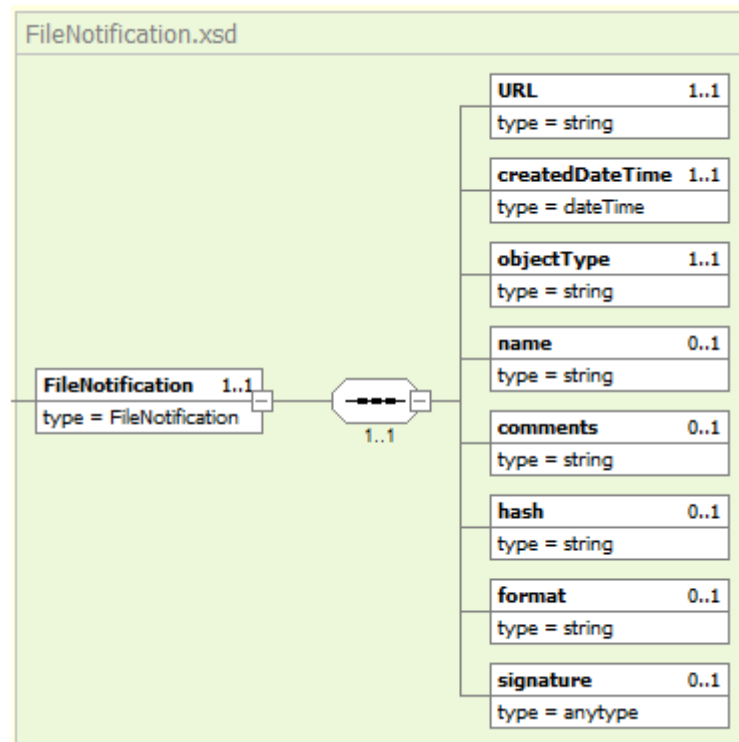 FileNotification.xsd
URL 1..1
type = string
createdDateTime 1..1
type = dateTime
objectType 1..1
type = string
name 0..1
type = string
FileNotification 1..1
type = FileNotification
1..1
comments 0..1
type = string
hash 0..1
type = string
format 0..1
type = string
signature 0..1
type = anytype